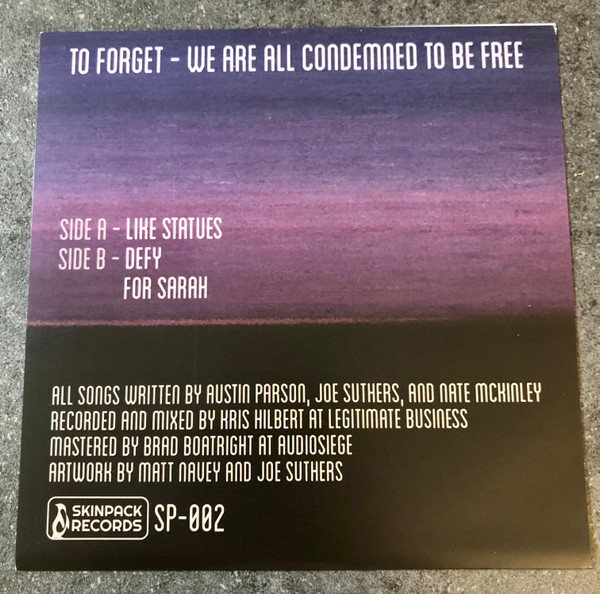 TO FORGET - WE ARE ALL CONDEMNED TO BE FREE
SIDE A - LIKE STATUES
SIDE B - DEFY
FOR SARAH
ALL SONGS WRITTEN BY AUSTIN PARSON, JOE SUTHERS, AND NATE MCKINLEY
RECORDED AND MIXED BY KRIS HILBERT AT LEGITIMATE BUSINESS
MASTERED BY BRAD BOATRIGHT AT AUDIOSIEGE
ARTWORK BY MATT NAVEY AND JOE SUTHERS
SKINPACK
RECORDS
SP-002